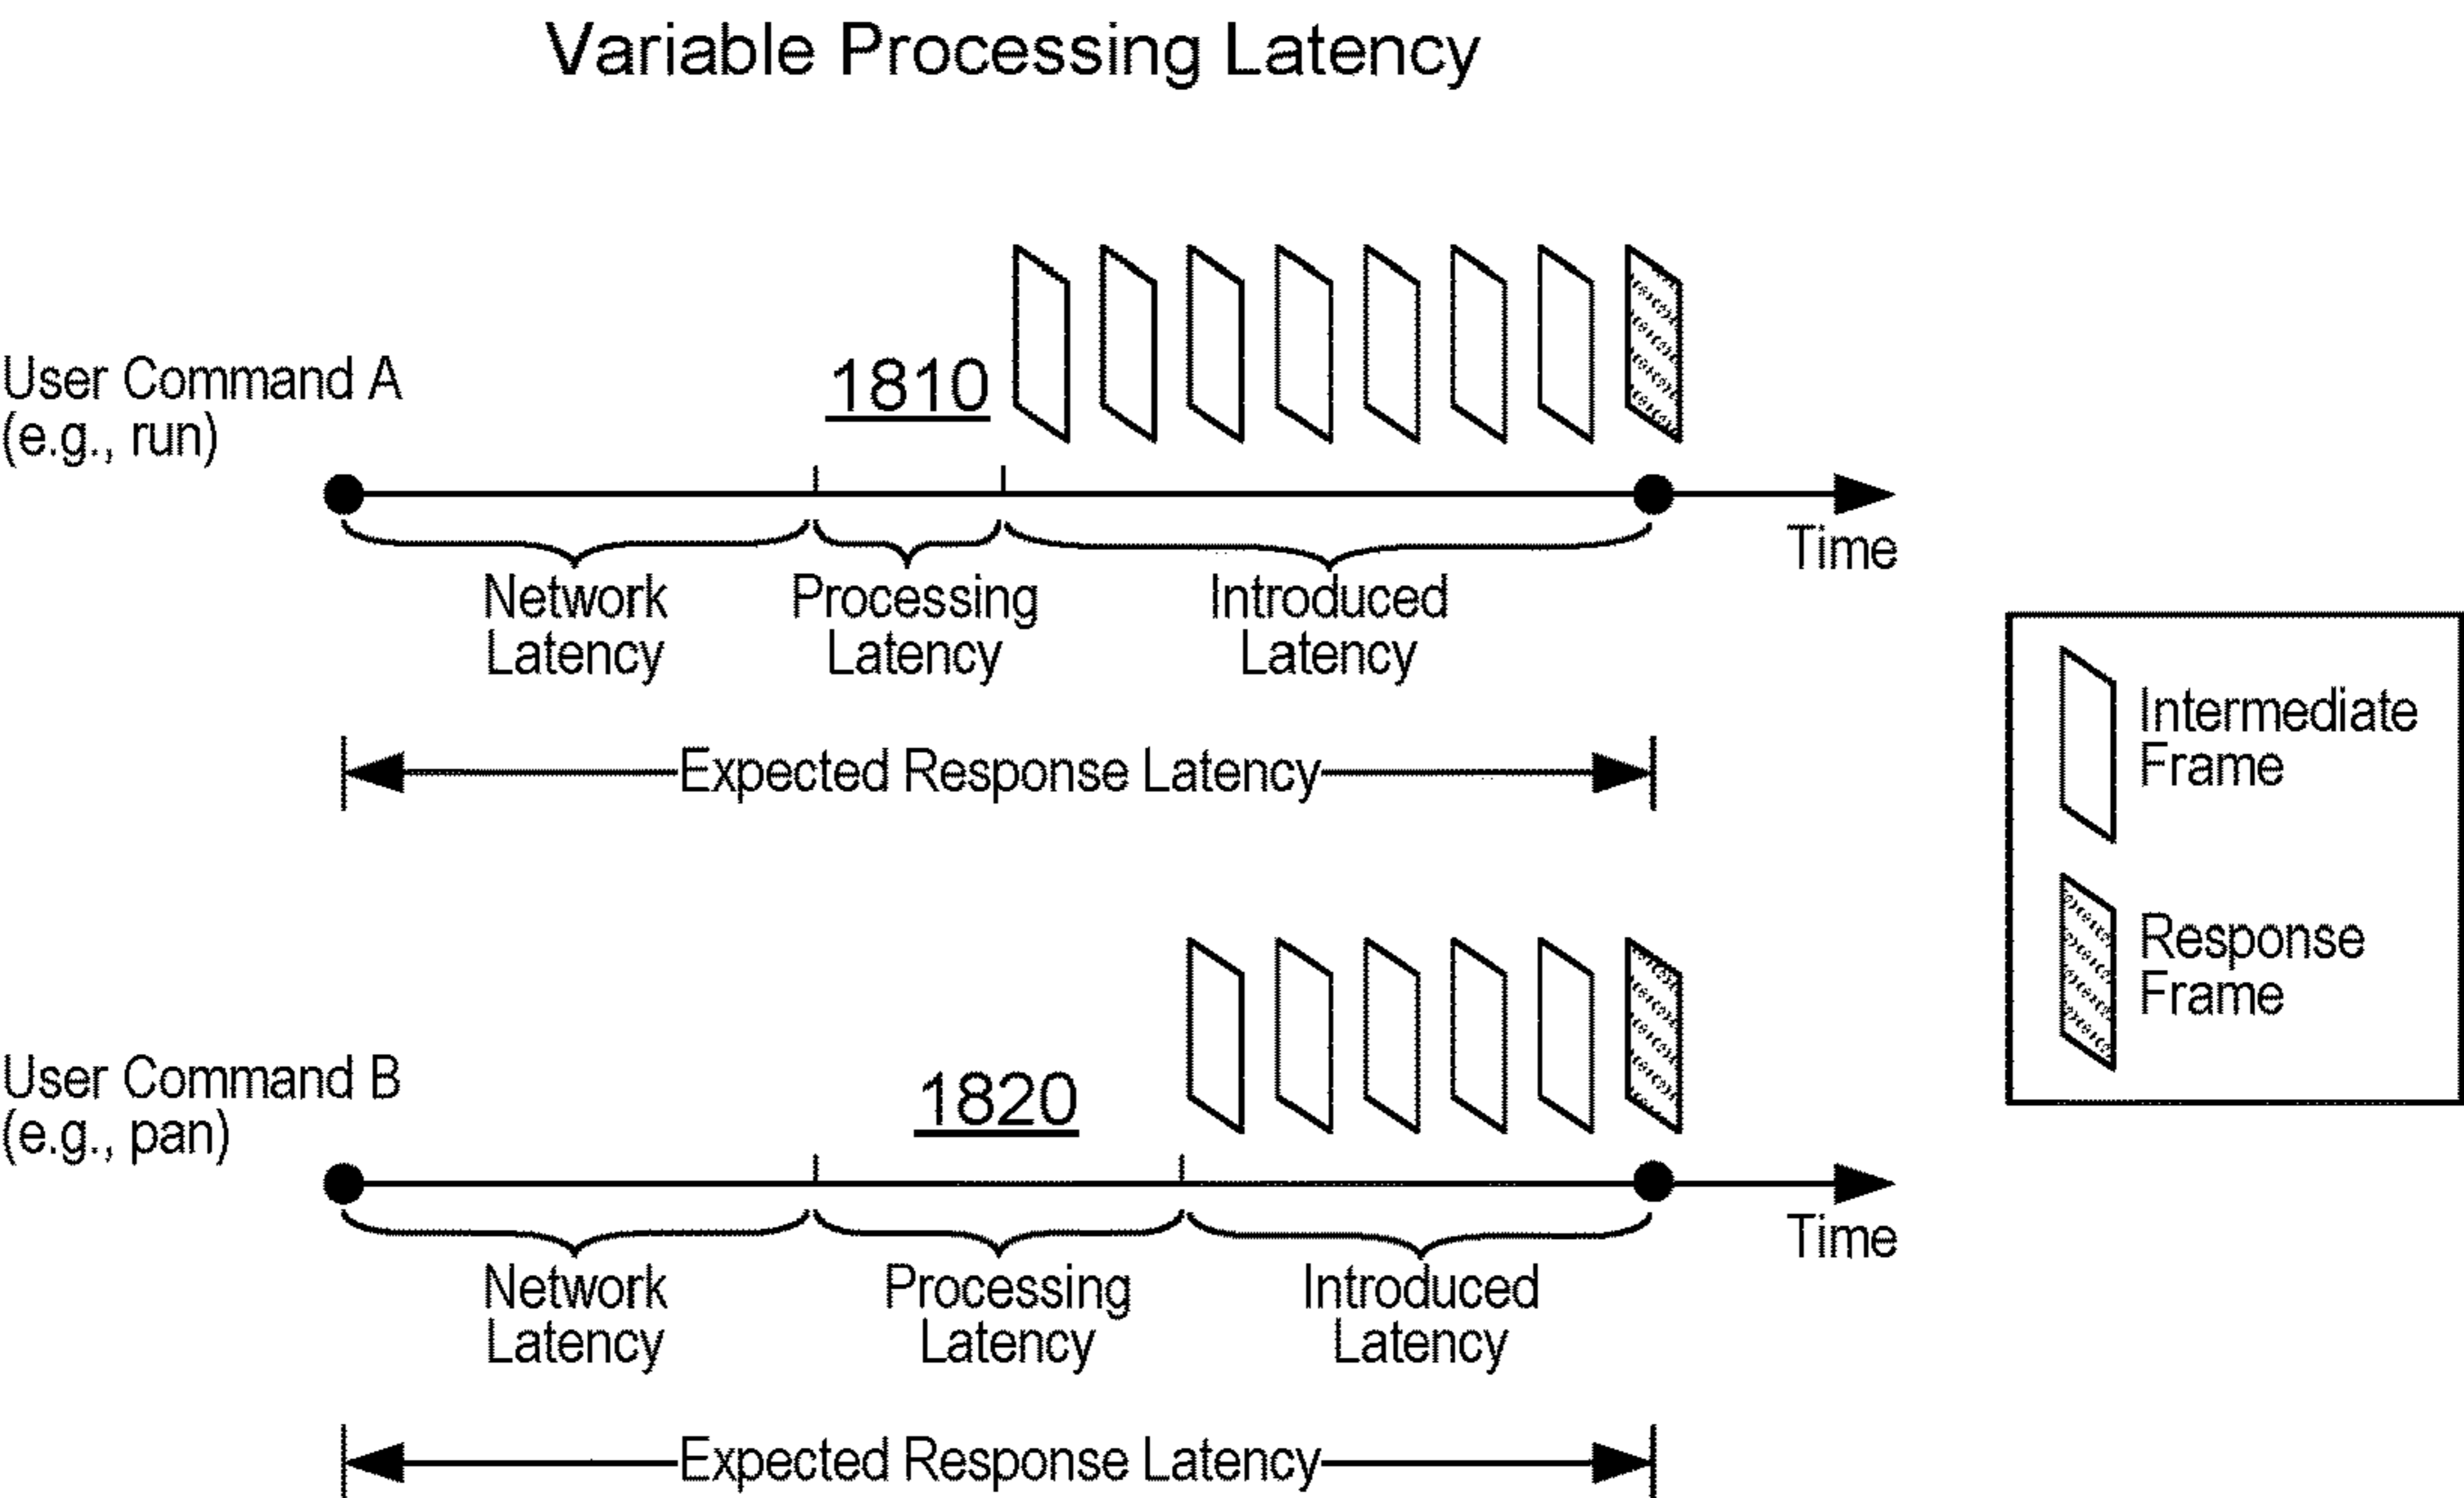 Variable Processing Latency
User Command A
(e.g., run)
1810
Time
Network
Latency
Processing
Latency
Introduced
Latency
Expected Response Latency
Intermediate
Frame
Response
Frame
User Command B
(e.g., pan)
1820
Time
Network
Latency
Processing
Latency
Introduced
Latency
Expected Response Latency